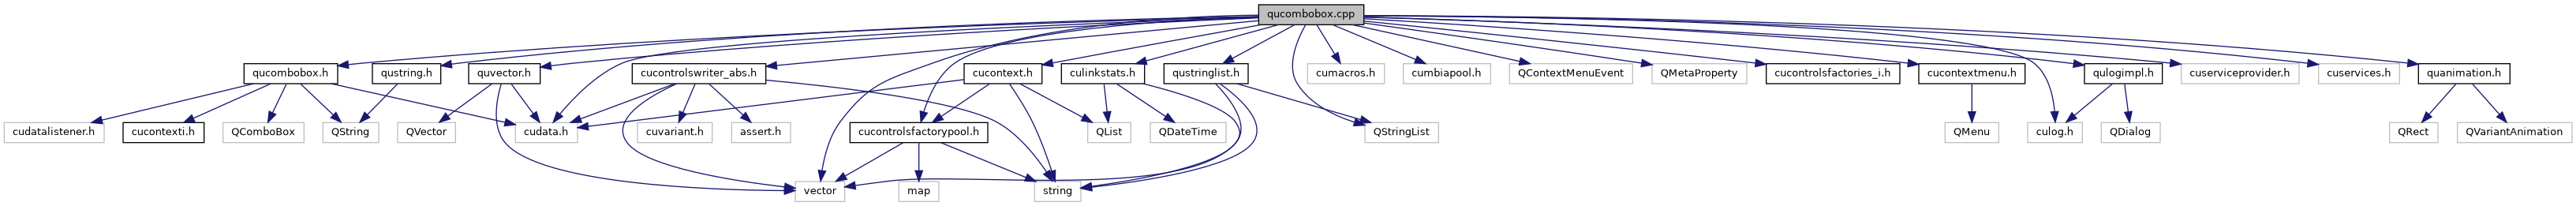 qucombobox.cpp
qucombobox.h
qustring.h
quvector.h
cucontrolswriter_abs.h
cucontext.h
culinkstats.h
qustringlist.h
cumacros.h
cumbiapool.h
QContextMenuEvent
QMetaProperty
cucontrolsfactories_i.h
cucontextmenu.h
qulogimpl.h
cuserviceprovider.h
cuservices.h
quanimation.h
cudatalistener.h
cucontexti.h
QComboBox
QString
QVector
cudata.h
cuvariant.h
assert.h
cucontrolsfactorypool.h
QList
QDateTime
QStringList
QMenu
culog.h
QDialog
QRect
QVariantAnimation
vector
map
string